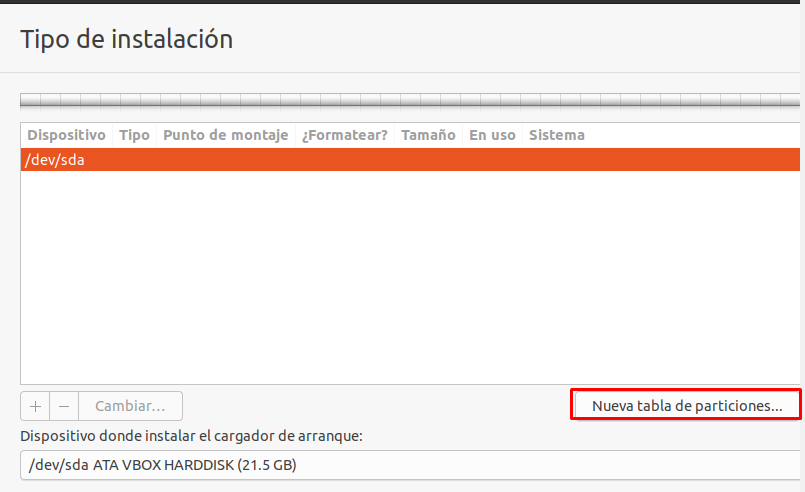 Tipo de instalación
Dispositivo Tipo Punto de montaje ¿Formatear? Tamaño En uso Sistema
/dev/sda
+ − Cambiar... Nueva tabla de particiones...
Dispositivo donde instalar el cargador de arranque:
/dev/sda ATA VBOX HARDDISK (21.5 GB)